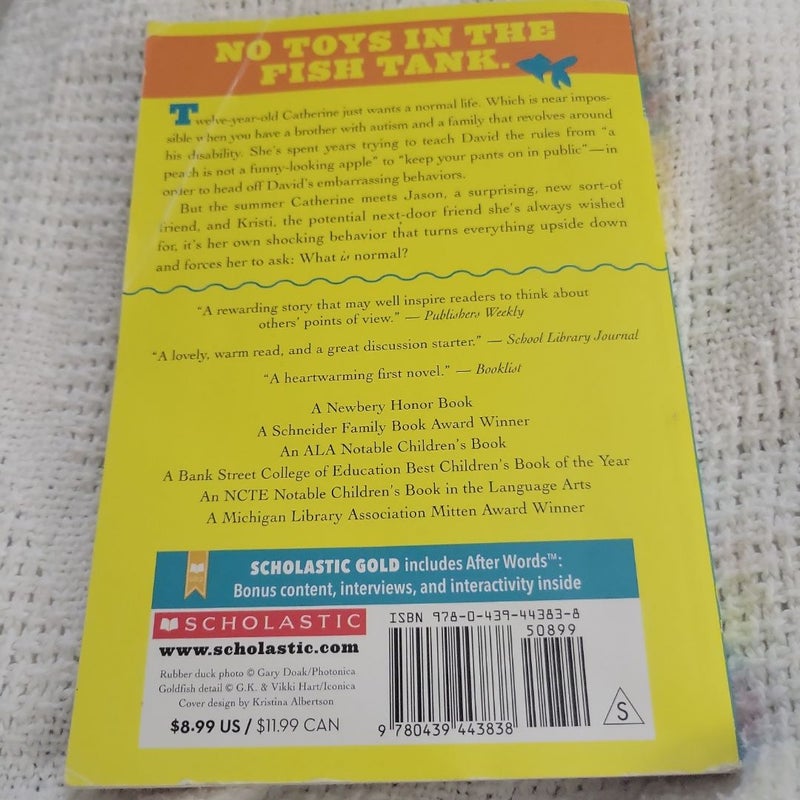 NO TOYS IN THE
FISH TANK.
Twelve-year-old Catherine just wants a normal life. Which is near impos-
sible when you have a brother with autism and a family that revolves around
his disability. She's spent years trying to teach David the rules from "a
peach is not a funny-looking apple" to "keep your pants on in public"—in
order to head off David's embarrassing behaviors.
But the summer Catherine meets Jason, a surprising, new sort-of
friend, and Kristi, the potential next-door friend she's always wished
for, it's her own shocking behavior that turns everything upside down
and forces her to ask: What is normal?
"A rewarding story that may well inspire readers to think about
others' points of view." — Publishers Weekly
"A lovely, warm read, and a great discussion starter." — School Library Journal
"A heartwarming first novel." — Booklist
A Newbery Honor Book
A Schneider Family Book Award Winner
An ALA Notable Children's Book
A Bank Street College of Education Best Children's Book of the Year
An NCTE Notable Children's Book in the Language Arts
A Michigan Library Association Mitten Award Winner
SCHOLASTIC GOLD includes After Words™:
Bonus content, interviews, and interactivity inside
SCHOLASTIC
www.scholastic.com
Rubber duck photo © Gary Doak/Photonica
Goldfish detail © G.K. & Vikki Hart/Iconica
Cover design by Kristina Albertson
$8.99 US / $11.99 CAN
ISBN 978-0-439-44383-8
50899
9 780439 443838
S